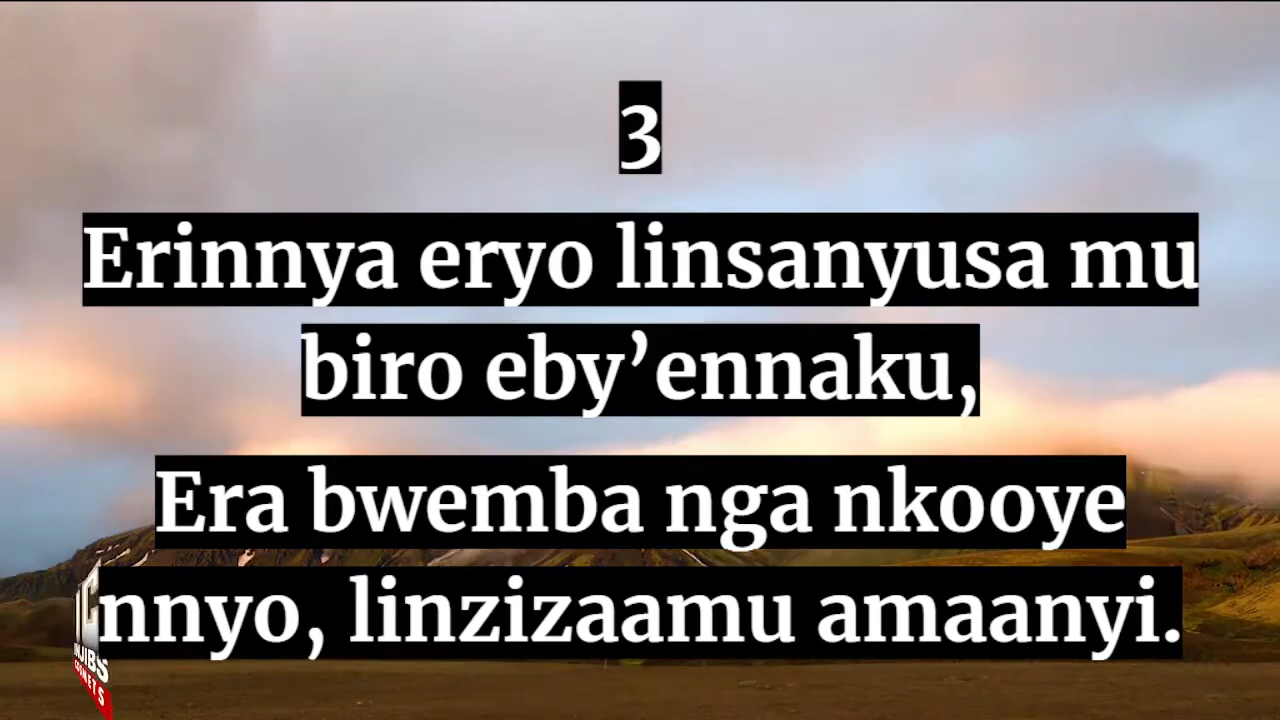 3
Erinnya eryo linsanyusa mu
biro eby’ennaku,
Era bwemba nga nkooye
nnyo, linzizaamu amaanyi.